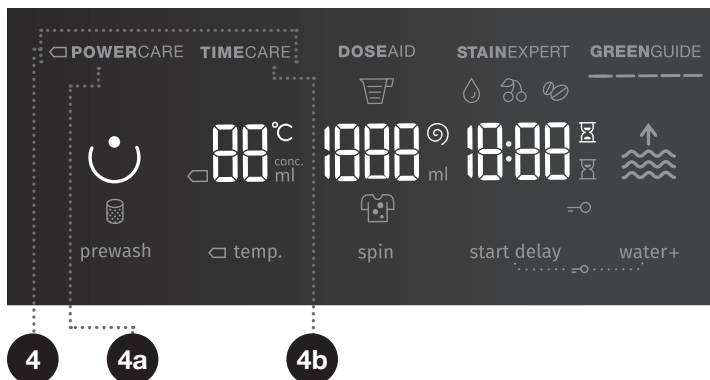 POWERCARE TIMECARE DOSEAID STAINEXPERT GREENGUIDE
88 °C 1888 18:88
conc.
ml ml
prewash temp. spin start delay water+
4 4a 4b